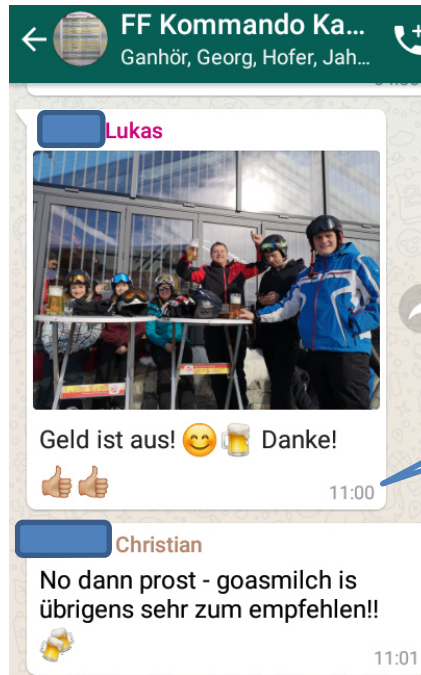 FF Kommando Ka...
Ganhör, Georg, Hofer, Jah...
Lukas
Geld ist aus! 😊🍺 Danke!
👍🏼👍🏼
11:00
Christian
No dann prost - goasmilch is
übrigens sehr zum empfehlen!!
🍻
11:01